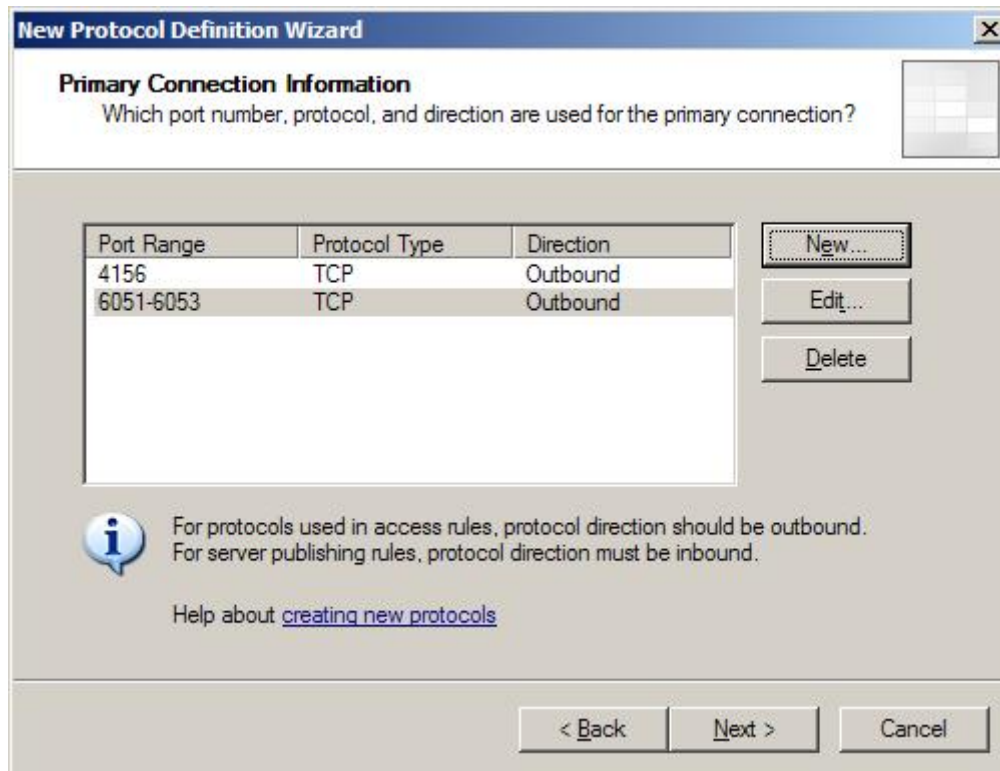 New Protocol Definition Wizard
Primary Connection Information
Which port number, protocol, and direction are used for the primary connection?
Port Range Protocol Type Direction
4156 TCP Outbound
6051-6053 TCP Outbound
New...
Edit...
Delete
For protocols used in access rules, protocol direction should be outbound.
For server publishing rules, protocol direction must be inbound.
Help about creating new protocols
< Back Next > Cancel